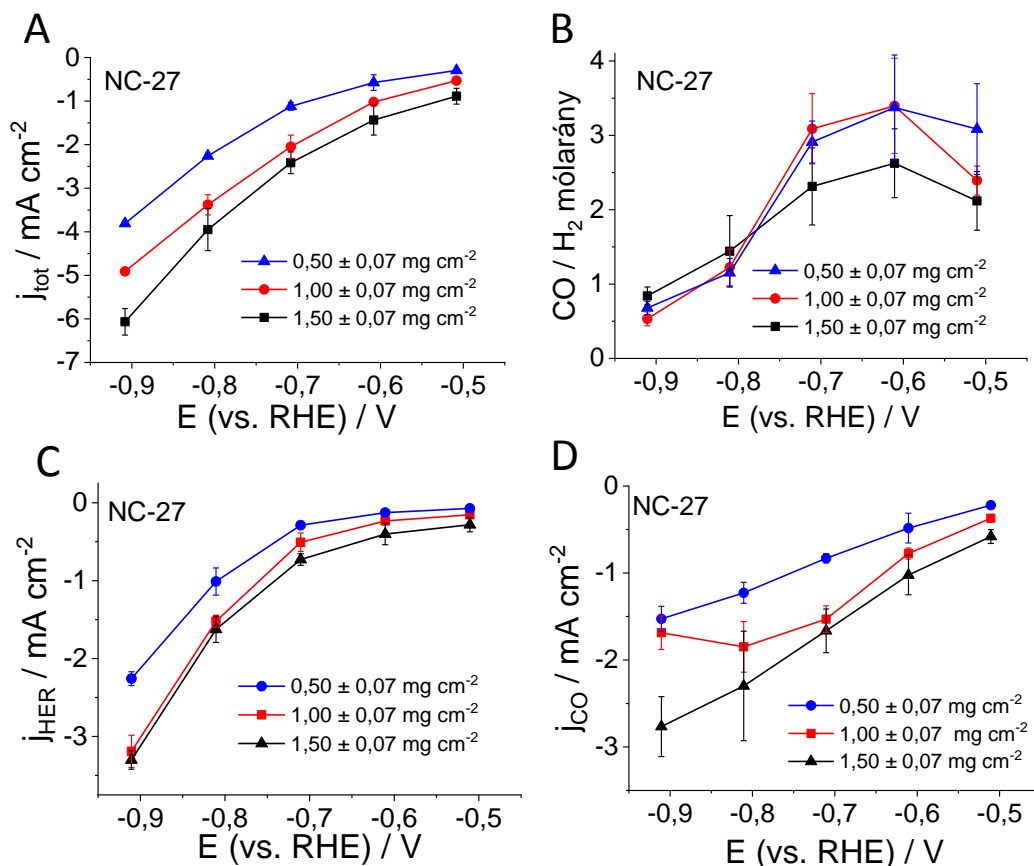 A
NC-27
0
-1
-2
-3
-4
-5
-6
-7
j_tot / mA cm⁻²
0,50 ± 0,07 mg cm⁻²
1,00 ± 0,07 mg cm⁻²
1,50 ± 0,07 mg cm⁻²
-0,9 -0,8 -0,7 -0,6 -0,5
E (vs. RHE) / V
B
NC-27
4
3
2
1
0
CO / H₂ mólarány
0,50 ± 0,07 mg cm⁻²
1,00 ± 0,07 mg cm⁻²
1,50 ± 0,07 mg cm⁻²
-0,9 -0,8 -0,7 -0,6 -0,5
E (vs. RHE) / V
C
NC-27
0
-1
-2
-3
j_HER / mA cm⁻²
0,50 ± 0,07 mg cm⁻²
1,00 ± 0,07 mg cm⁻²
1,50 ± 0,07 mg cm⁻²
-0,9 -0,8 -0,7 -0,6 -0,5
E (vs. RHE) / V
D
NC-27
0
-1
-2
-3
j_CO / mA cm⁻²
0,50 ± 0,07 mg cm⁻²
1,00 ± 0,07 mg cm⁻²
1,50 ± 0,07 mg cm⁻²
-0,9 -0,8 -0,7 -0,6 -0,5
E (vs. RHE) / V